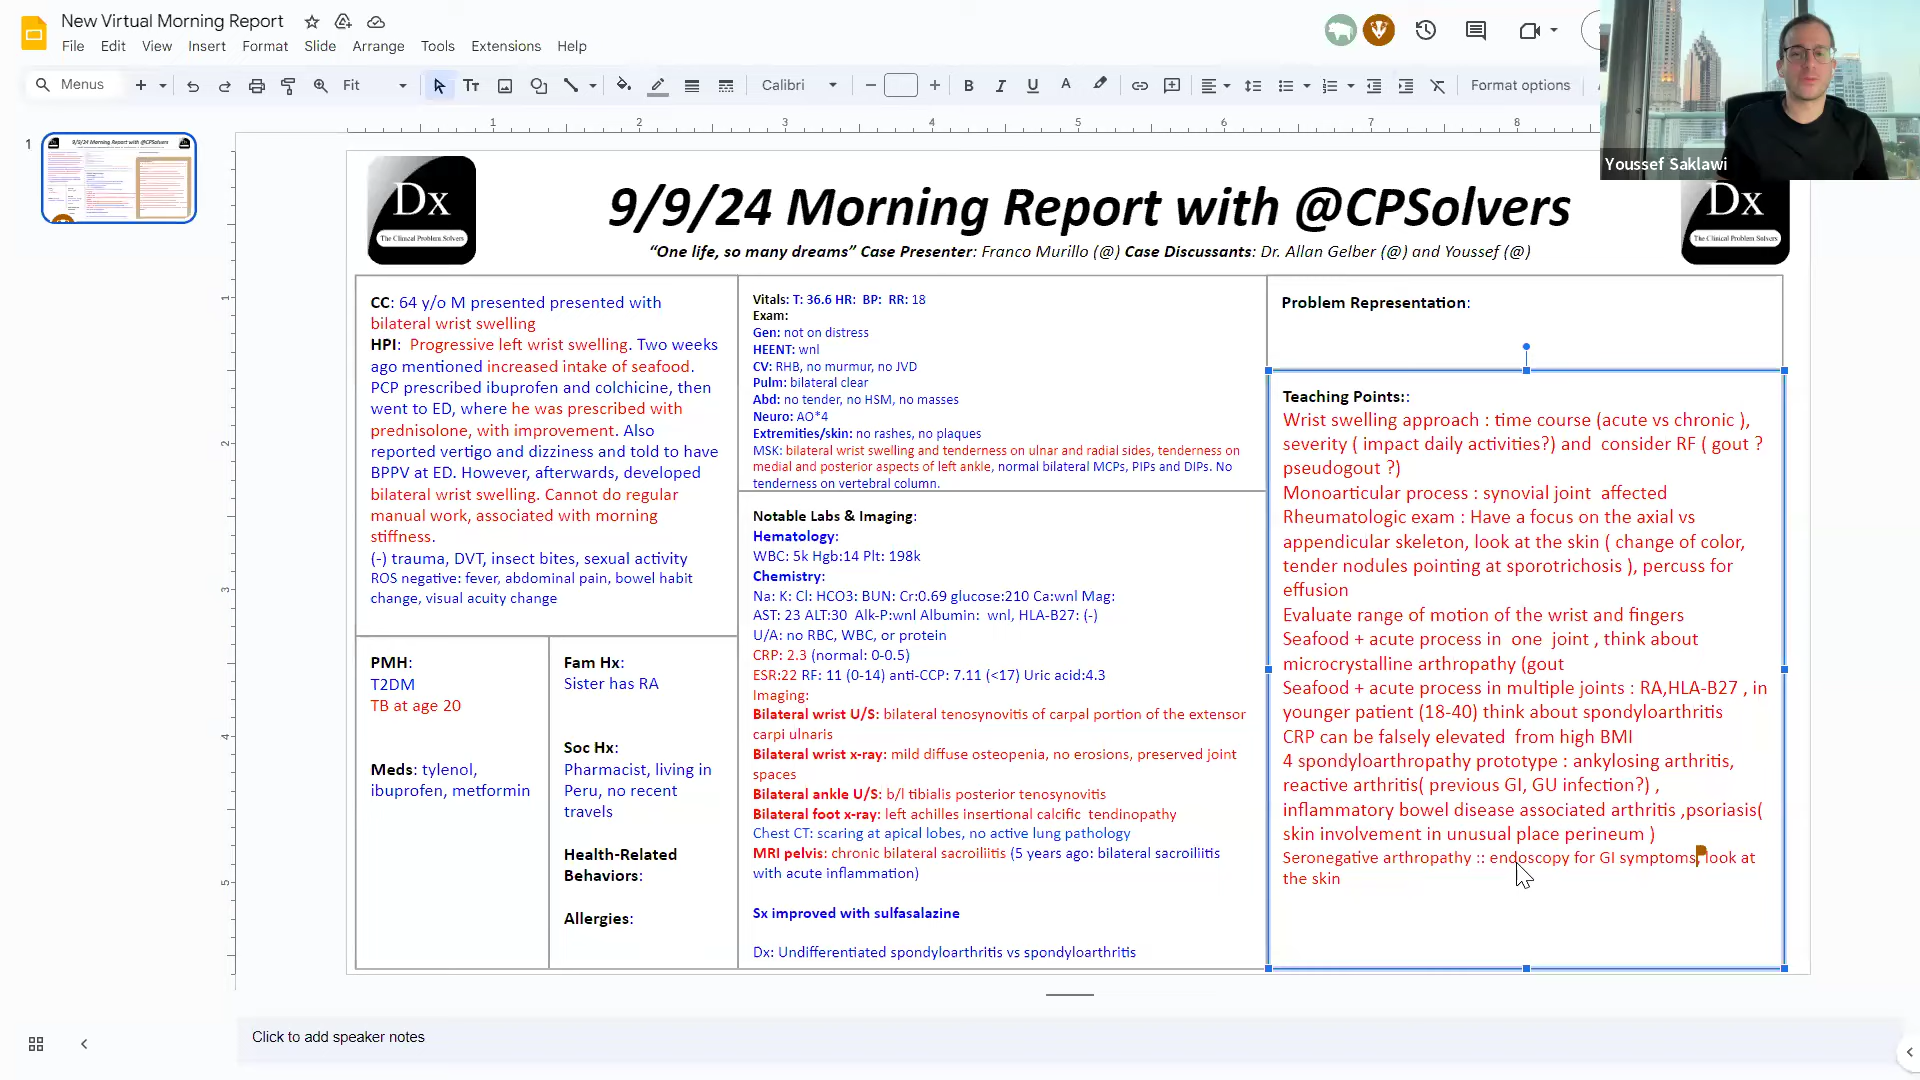 New Virtual Morning Report
File Edit View Insert Format Slide Arrange Tools Extensions Help
Menus Fit Calibri Format options
Youssef Saklawi
1 2 3 4 5 6 7 8
1
1
2
3
4
5
Dx
The Clinical Problem Solvers
9/9/24 Morning Report with @CPSolvers
Dx
The Clinical Problem Solvers
“One life, so many dreams” Case Presenter: Franco Murillo (@) Case Discussants: Dr. Allan Gelber (@) and Youssef (@)
CC: 64 y/o M presented presented with
bilateral wrist swelling
HPI: Progressive left wrist swelling. Two weeks
ago mentioned increased intake of seafood.
PCP prescribed ibuprofen and colchicine, then
went to ED, where he was prescribed with
prednisolone, with improvement. Also
reported vertigo and dizziness and told to have
BPPV at ED. However, afterwards, developed
bilateral wrist swelling. Cannot do regular
manual work, associated with morning
stiffness.
(-) trauma, DVT, insect bites, sexual activity
ROS negative: fever, abdominal pain, bowel habit
change, visual acuity change
PMH:
T2DM
TB at age 20
Meds: tylenol,
ibuprofen, metformin
Fam Hx:
Sister has RA
Soc Hx:
Pharmacist, living in
Peru, no recent
travels
Health-Related
Behaviors:
Allergies:
Vitals: T: 36.6 HR: BP: RR: 18
Exam:
Gen: not on distress
HEENT: wnl
CV: RHB, no murmur, no JVD
Pulm: bilateral clear
Abd: no tender, no HSM, no masses
Neuro: AO*4
Extremities/skin: no rashes, no plaques
MSK: bilateral wrist swelling and tenderness on ulnar and radial sides, tenderness on
medial and posterior aspects of left ankle, normal bilateral MCPs, PIPs and DIPs. No
tenderness on vertebral column.
Notable Labs & Imaging:
Hematology:
WBC: 5k Hgb:14 Plt: 198k
Chemistry:
Na: K: Cl: HCO3: BUN: Cr:0.69 glucose:210 Ca:wnl Mag:
AST: 23 ALT:30 Alk-P:wnl Albumin: wnl, HLA-B27: (-)
U/A: no RBC, WBC, or protein
CRP: 2.3 (normal: 0-0.5)
ESR:22 RF: 11 (0-14) anti-CCP: 7.11 (<17) Uric acid:4.3
Imaging:
Bilateral wrist U/S: bilateral tenosynovitis of carpal portion of the extensor
carpi ulnaris
Bilateral wrist x-ray: mild diffuse osteopenia, no erosions, preserved joint
spaces
Bilateral ankle U/S: b/l tibialis posterior tenosynovitis
Bilateral foot x-ray: left achilles insertional calcific tendinopathy
Chest CT: scaring at apical lobes, no active lung pathology
MRI pelvis: chronic bilateral sacroiliitis (5 years ago: bilateral sacroiliitis
with acute inflammation)
Sx improved with sulfasalazine
Dx: Undifferentiated spondyloarthritis vs spondyloarthritis
Problem Representation:
Teaching Points::
Wrist swelling approach : time course (acute vs chronic ),
severity ( impact daily activities?) and consider RF ( gout ?
pseudogout ?)
Monoarticular process : synovial joint affected
Rheumatologic exam : Have a focus on the axial vs
appendicular skeleton, look at the skin ( change of color,
tender nodules pointing at sporotrichosis ), percuss for
effusion
Evaluate range of motion of the wrist and fingers
Seafood + acute process in one joint , think about
microcrystalline arthropathy (gout
Seafood + acute process in multiple joints : RA,HLA-B27 , in
younger patient (18-40) think about spondyloarthritis
CRP can be falsely elevated from high BMI
4 spondyloarthropathy prototype : ankylosing arthritis,
reactive arthritis( previous GI, GU infection?) ,
inflammatory bowel disease associated arthritis ,psoriasis(
skin involvement in unusual place perineum )
Seronegative arthropathy :: endoscopy for GI symptoms, look at
the skin
Click to add speaker notes